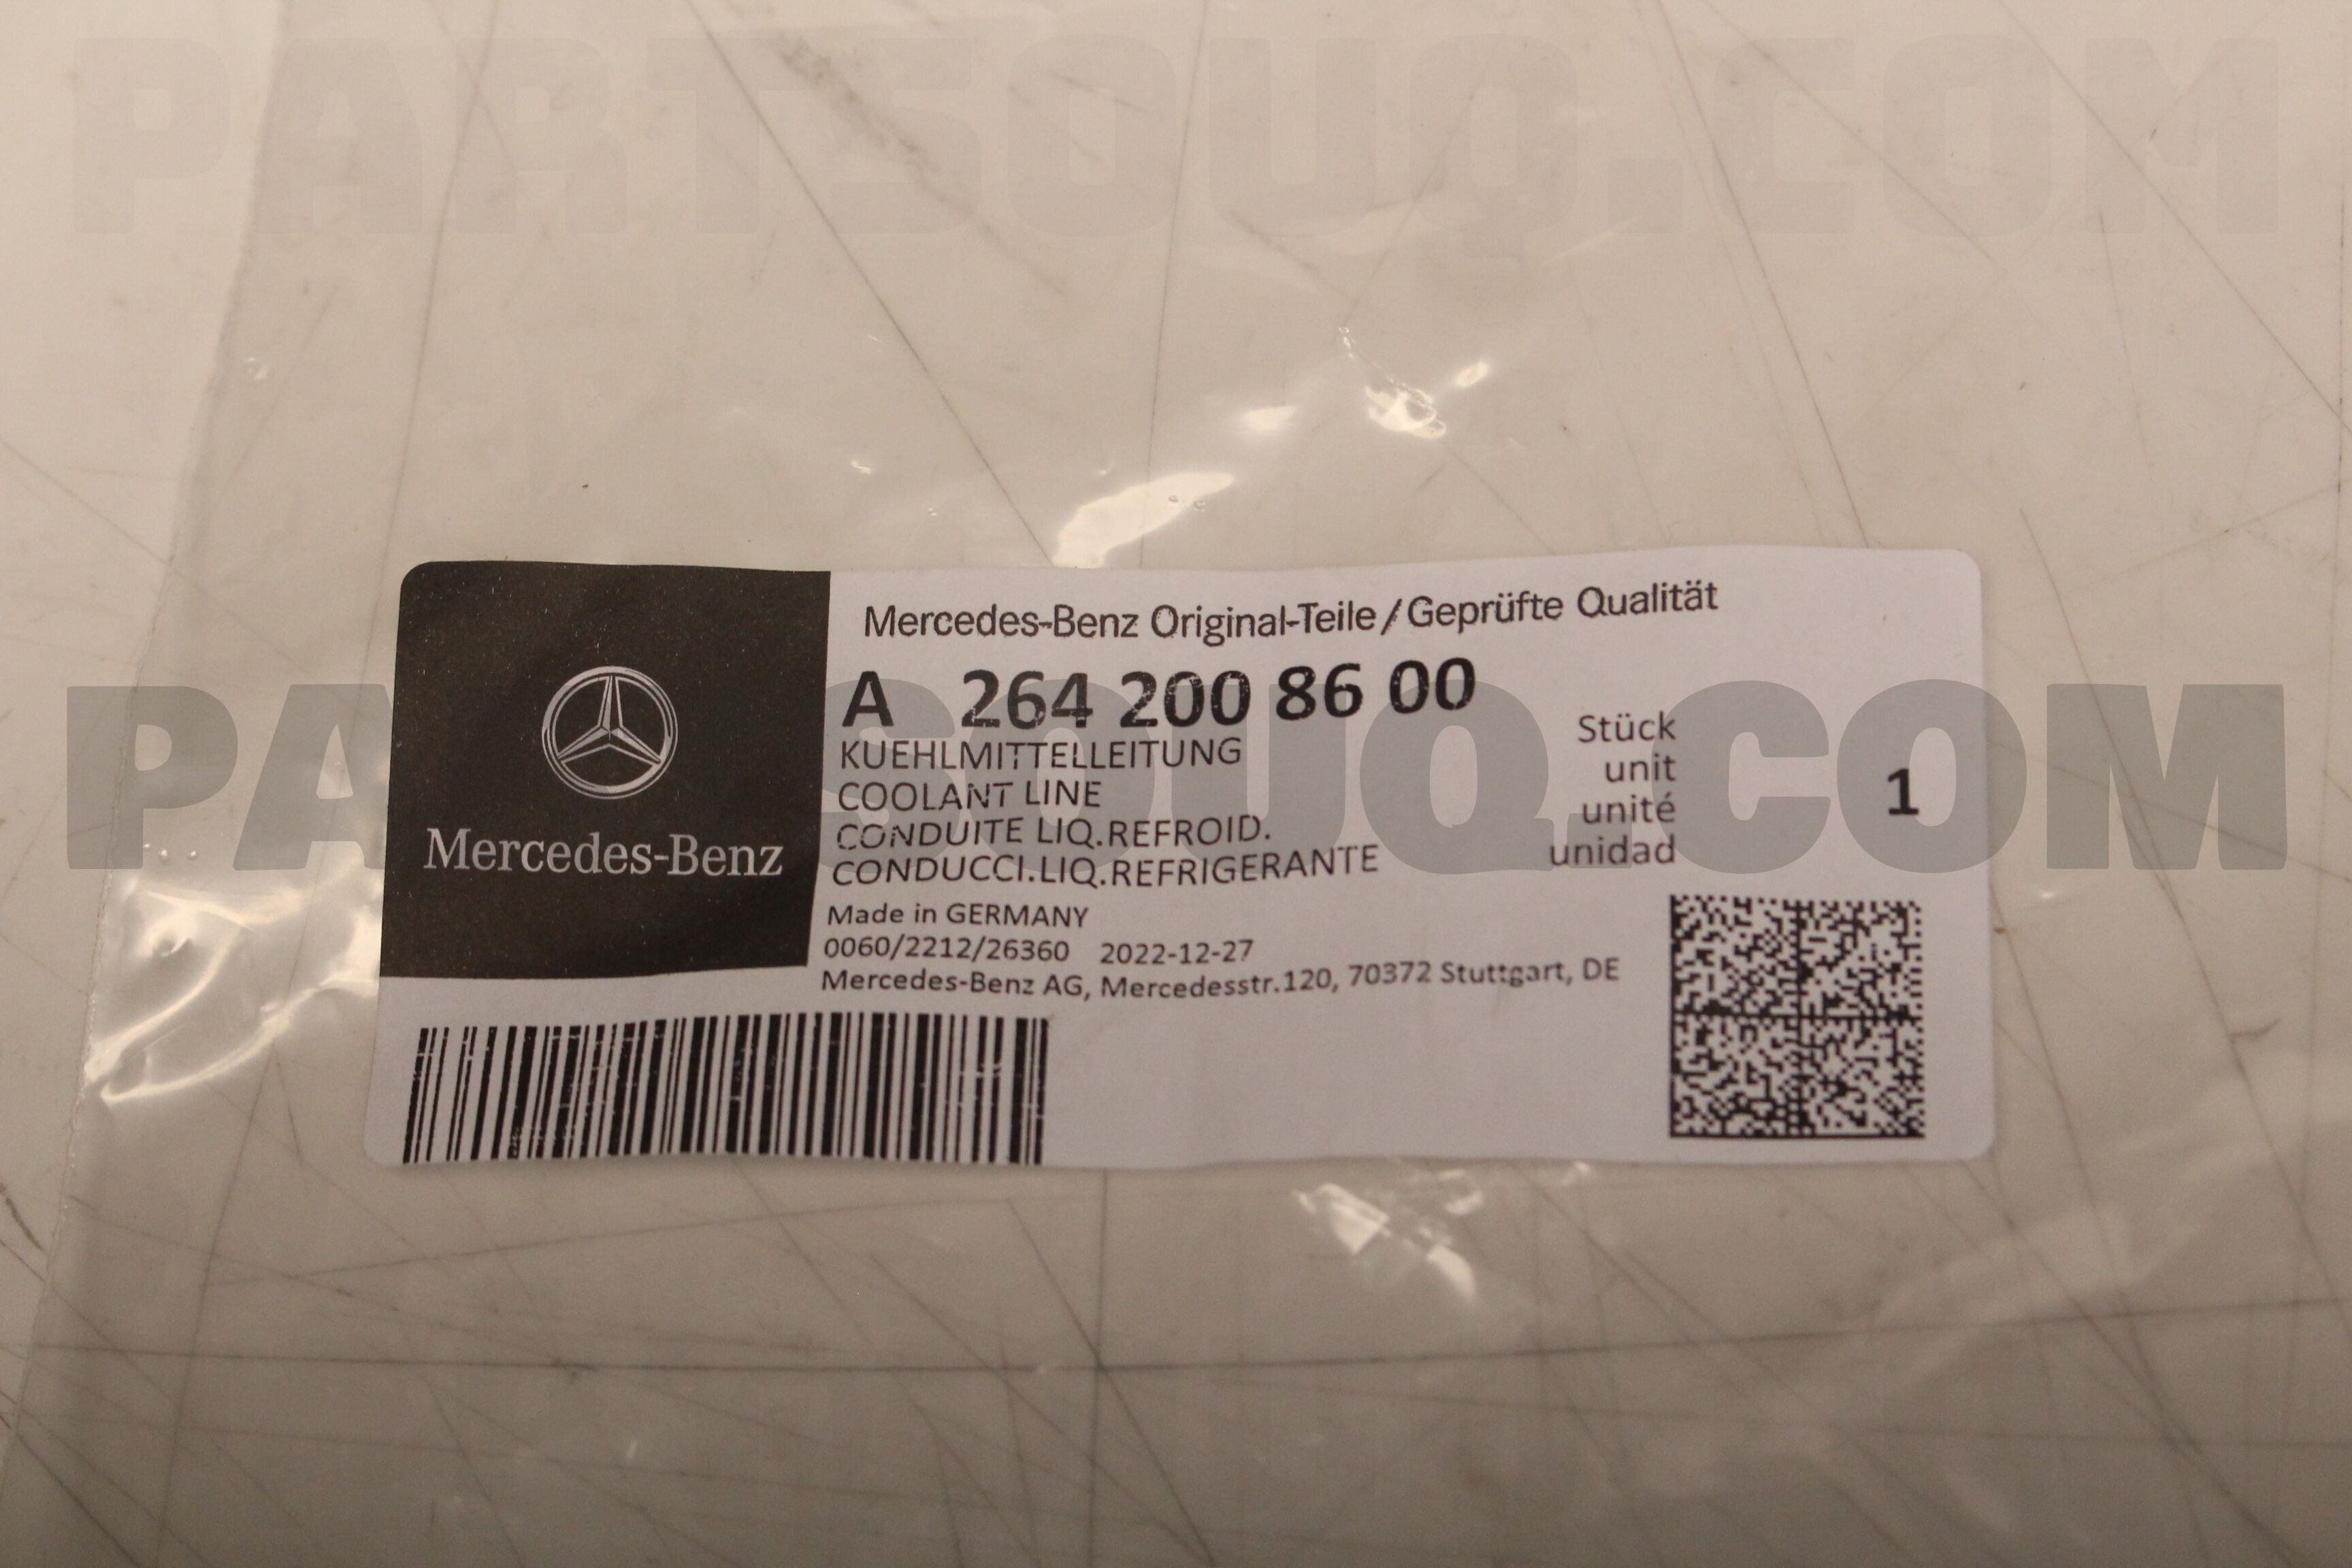 PARTSOUQ.COM
Mercedes-Benz Original-Teile/Geprüfte Qualität
A 264 200 86 00
KUEHLMITTELLEITUNG
COOLANT LINE
CONDUITE LIQ.REFROID.
CONDUCCI.LIQ.REFRIGERANTE
Stück
unit
unité
unidad
1
Mercedes-Benz
PARTSOUQ.COM
Made in GERMANY
0060/2212/26360 2022-12-27
Mercedes-Benz AG, Mercedesstr.120, 70372 Stuttgart, DE